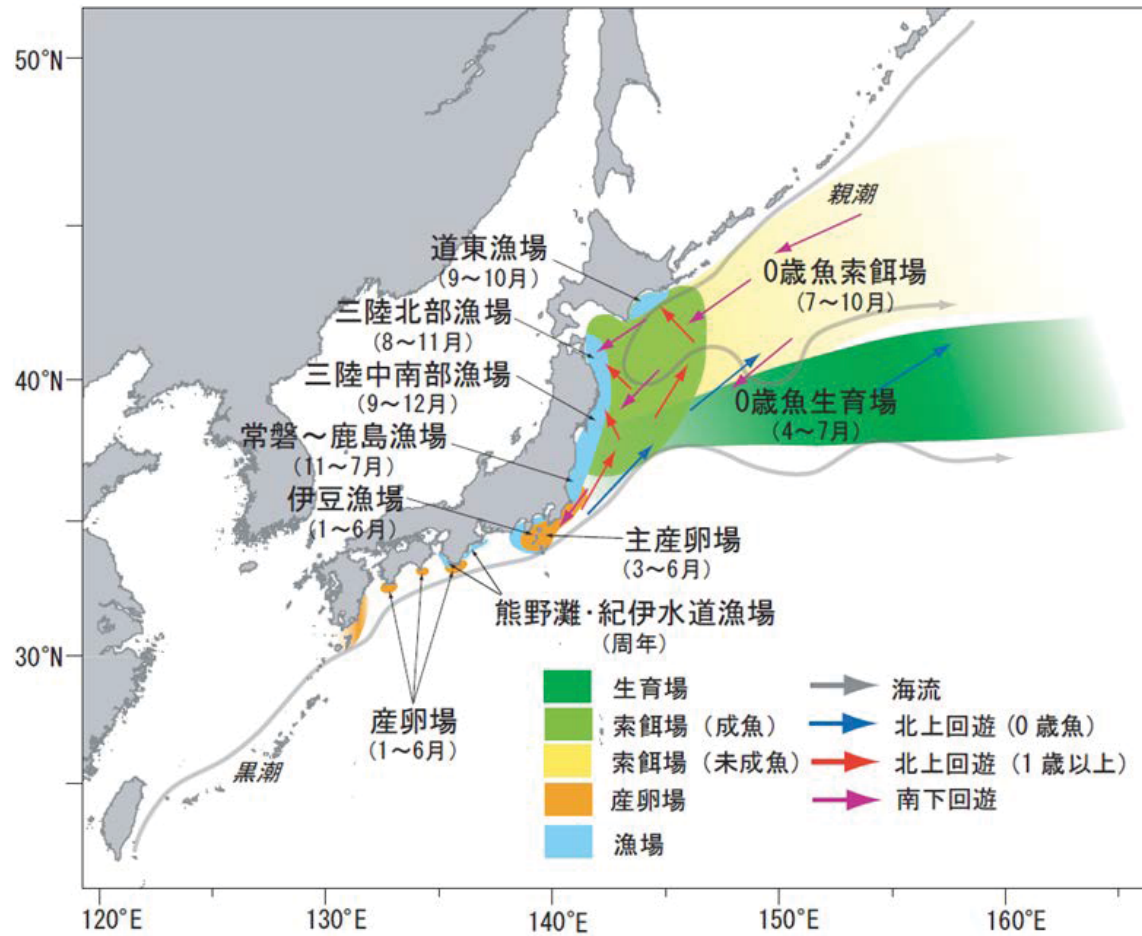 50°N
親潮
道東漁場
(9～10月)
0歳魚索餌場
(7～10月)
三陸北部漁場
(8～11月)
三陸中南部漁場
(9～12月)
40°N
0歳魚生育場
(4～7月)
常磐～鹿島漁場
(11～7月)
伊豆漁場
(1～6月)
主産卵場
(3～6月)
熊野灘・紀伊水道漁場
(周年)
30°N
産卵場
(1～6月)
黒潮
生育場
索餌場（成魚）
索餌場（未成魚）
産卵場
漁場
海流
北上回遊（0歳魚）
北上回遊（1歳以上）
南下回遊
120°E
130°E
140°E
150°E
160°E